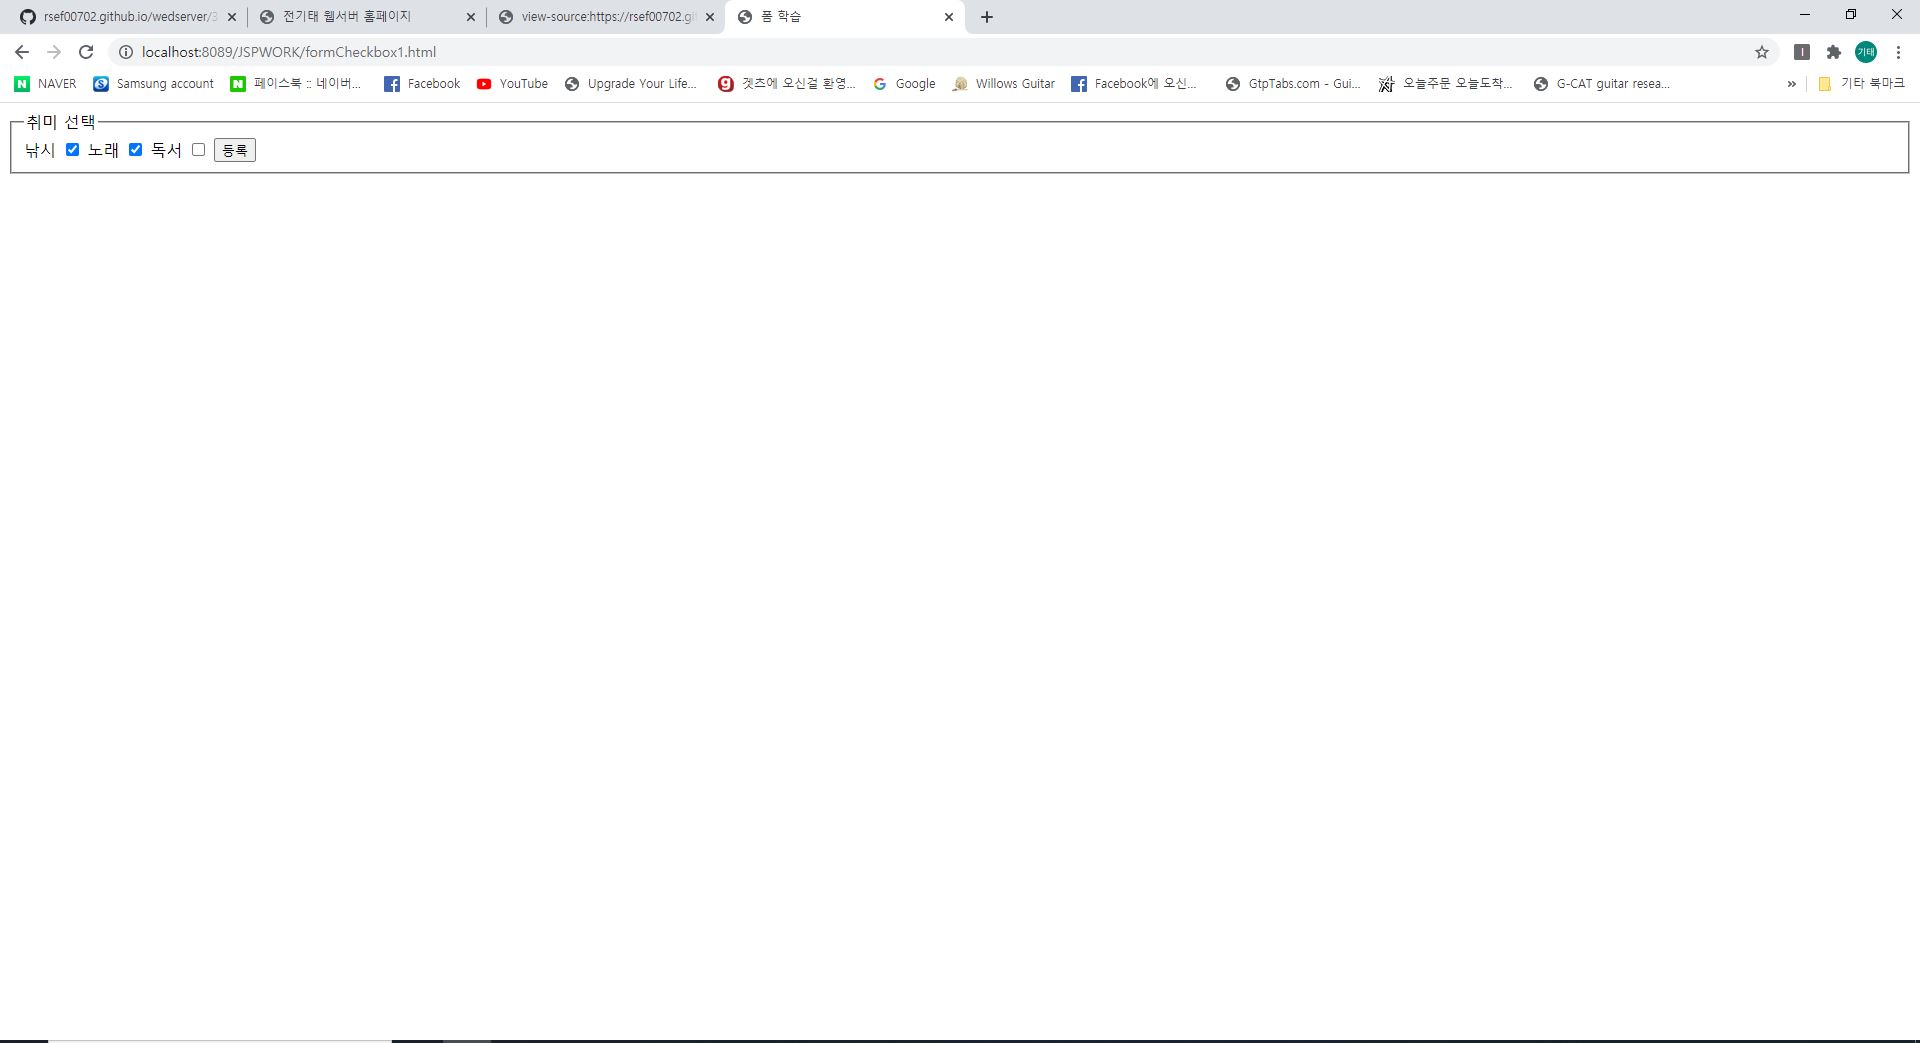 rsef00702.github.io/wedserver/3
전기태 웹서버 홈페이지
view-source:https://rsef00702.gi
폼 학습
localhost:8089/JSPWORK/formCheckbox1.html
기태
NAVER
Samsung account
페이스북 :: 네이버...
Facebook
YouTube
Upgrade Your Life...
겟츠에 오신걸 환영...
Google
Willows Guitar
Facebook에 오신...
GtpTabs.com - Gui...
오늘주문 오늘도착...
G-CAT guitar resea...
»
기타 북마크
취미 선택
낚시 노래 독서 등록